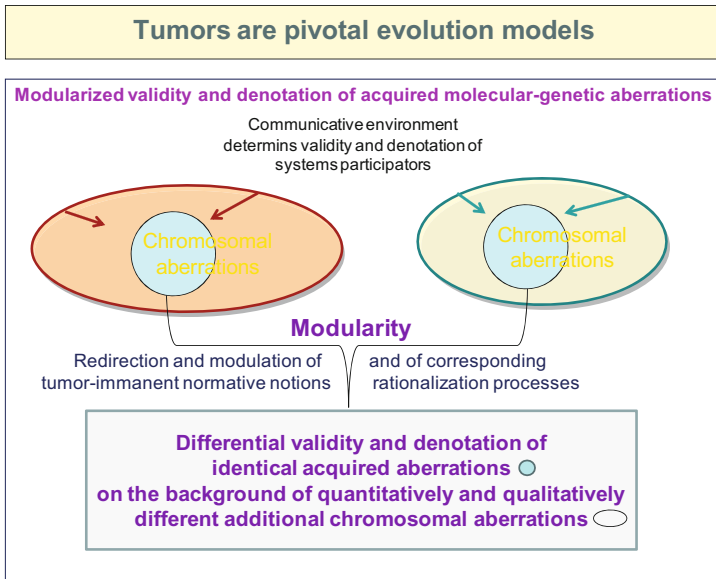 Tumors are pivotal evolution models
Modularized validity and denotation of acquired molecular-genetic aberrations
Communicative environment
determins validity and denotation of
systems participators
Chromosomal
aberrations
Chromosomal
aberrations
Modularity
Redirection and modulation of
tumor-immanent normative notions
and of corresponding
rationalization processes
Differential validity and denotation of
identical acquired aberrations
on the background of quantitatively and qualitatively
different additional chromosomal aberrations